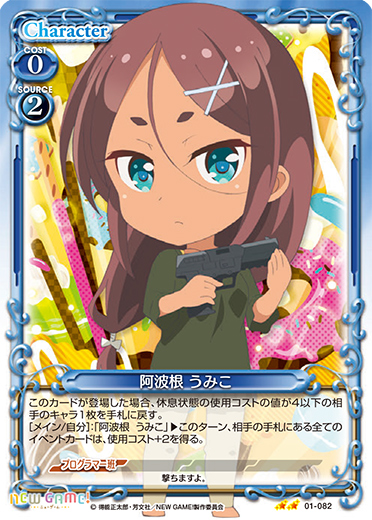 Character
COST
0
SOURCE
2
阿波根 うみこ
このカードが登場した場合、休息状態の使用コストの値が4以下の相
手のキャラ1枚を手札に戻す。
[メイン/自分]:「阿波根 うみこ」▶このターン、相手の手札にある全ての
イベントカードは、使用コスト+2を得る。
プログラマー班
撃ちますよ。
NEW GAME!
© 得能正太郎・芳文社/NEW GAME!製作委員会
01-082